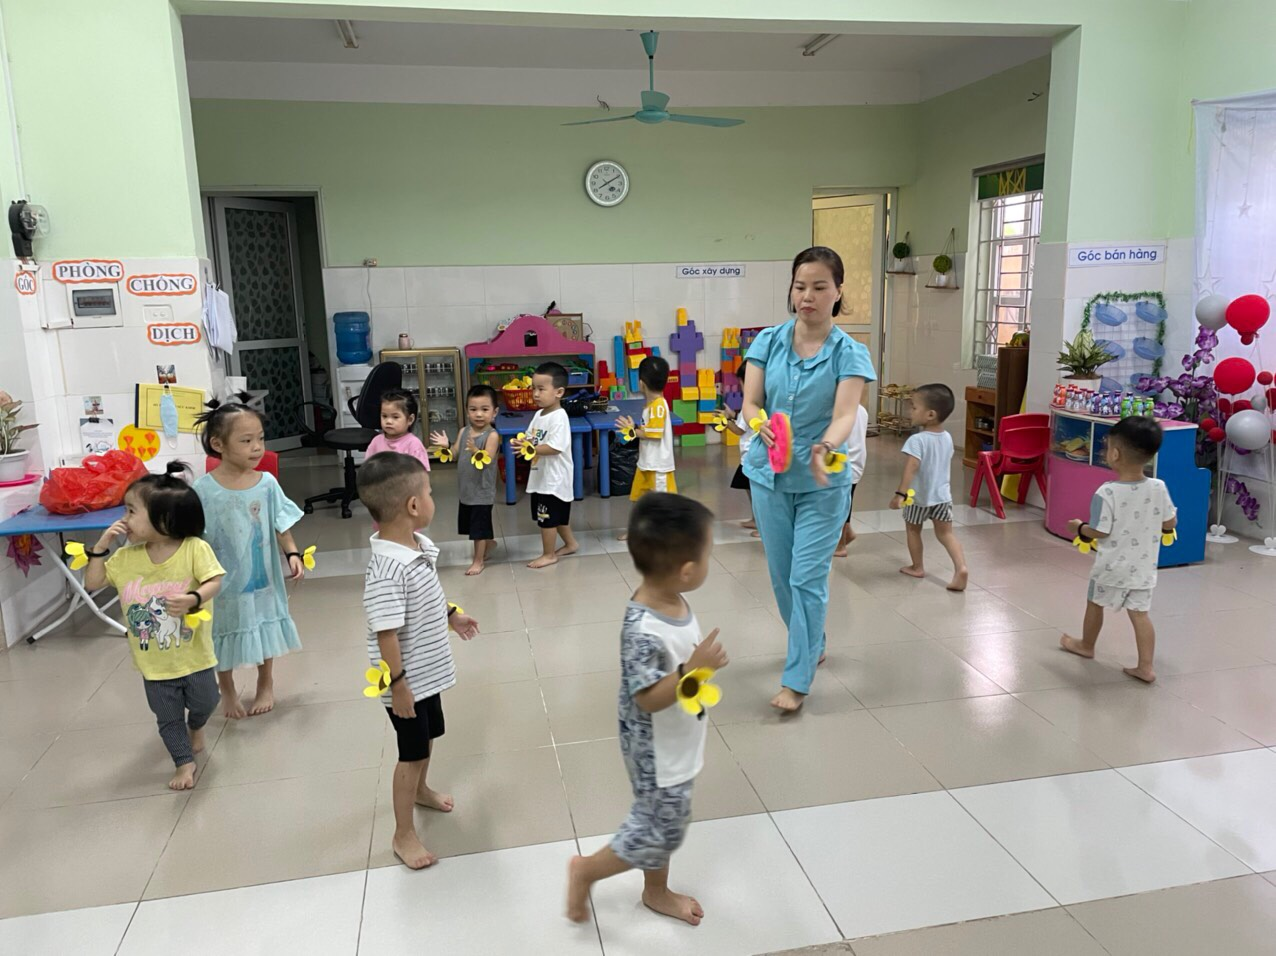 GÓC
PHÒNG
CHỐNG
DỊCH
Góc xây dựng
Góc bán hàng